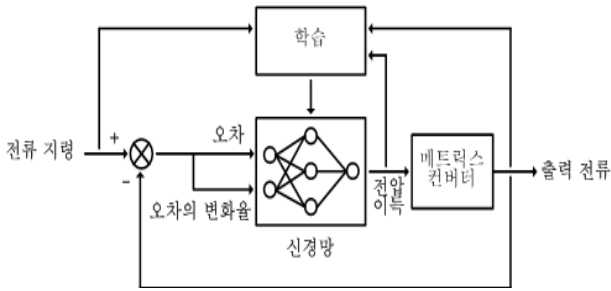 학습
전류 지령
+
-
오차
오차의 변화율
신경망
전압
이득
메트릭스
컨버터
출력 전류